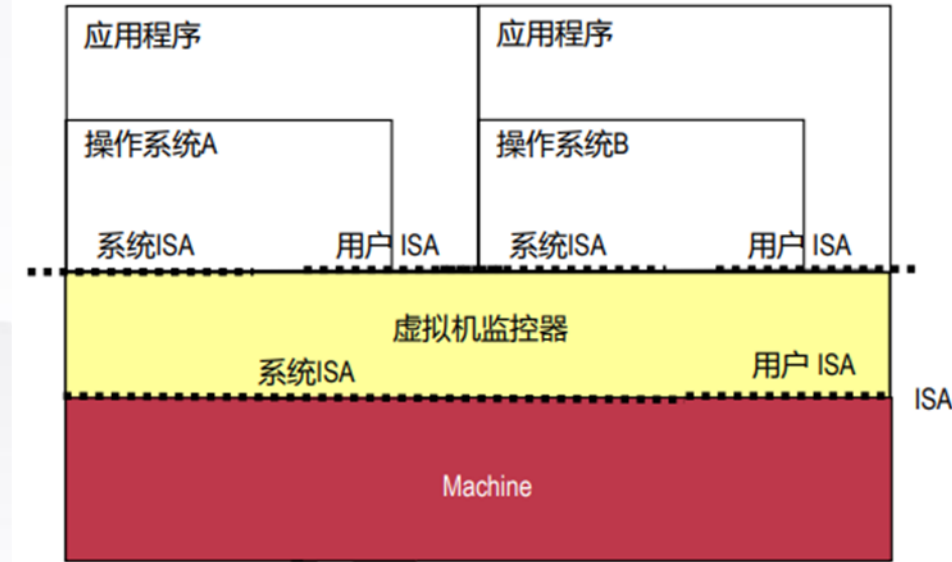 应用程序
应用程序
操作系统A
操作系统B
系统ISA
用户 ISA
系统ISA
用户 ISA
虚拟机监控器
系统ISA
用户 ISA
ISA
Machine